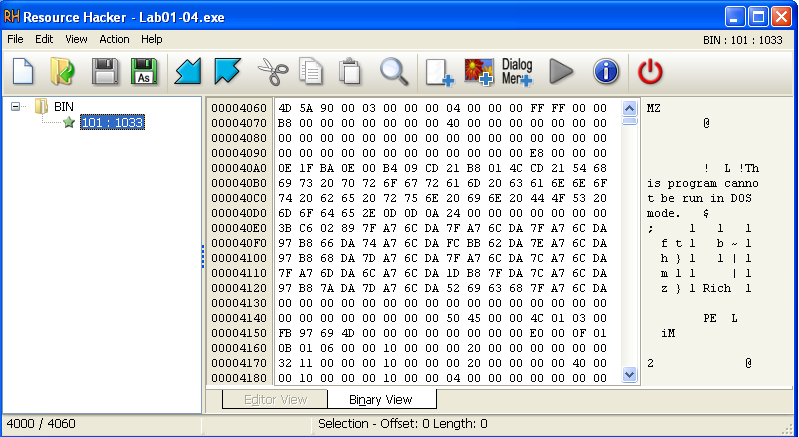 Resource Hacker - Lab01-04.exe
File Edit View Action Help
BIN : 101 : 1033
As
Dialog
Menu
BIN
101 : 1033
00004060 4D 5A 90 00 03 00 00 00 04 00 00 00 FF FF 00 00 MZ
00004070 B8 00 00 00 00 00 00 00 40 00 00 00 00 00 00 00 @
00004080 00 00 00 00 00 00 00 00 00 00 00 00 00 00 00 00
00004090 00 00 00 00 00 00 00 00 00 00 00 00 E8 00 00 00
000040A0 0E 1F BA 0E 00 B4 09 CD 21 B8 01 4C CD 21 54 68 ! L !Th
000040B0 69 73 20 70 72 6F 67 72 61 6D 20 63 61 6E 6E 6F is program canno
000040C0 74 20 62 65 20 72 75 6E 20 69 6E 20 44 4F 53 20 t be run in DOS
000040D0 6D 6F 64 65 2E 0D 0D 0A 24 00 00 00 00 00 00 00 mode. $
000040E0 3B C6 02 89 7F A7 6C DA 7F A7 6C DA 7F A7 6C DA ; l l l
000040F0 97 B8 66 DA 74 A7 6C DA FC BB 62 DA 7E A7 6C DA f t l b ~ l
00004100 97 B8 68 DA 7D A7 6C DA 7F A7 6C DA 7C A7 6C DA h } l l | l
00004110 7F A7 6D DA 6C A7 6C DA 1D B8 7F DA 7C A7 6C DA m l l | l
00004120 97 B8 7A DA 7D A7 6C DA 52 69 63 68 7F A7 6C DA z } l Rich l
00004130 00 00 00 00 00 00 00 00 00 00 00 00 00 00 00 00
00004140 00 00 00 00 00 00 00 00 50 45 00 00 4C 01 03 00 PE L
00004150 FB 97 69 4D 00 00 00 00 00 00 00 00 E0 00 0F 01 iM
00004160 0B 01 06 00 00 10 00 00 00 20 00 00 00 00 00 00
00004170 32 11 00 00 00 10 00 00 00 20 00 00 00 00 40 00 2 @
00004180 00 10 00 00 00 10 00 00 04 00 00 00 00 00 00 00
Editor View Binary View
4000 / 4060 Selection - Offset: 0 Length: 0